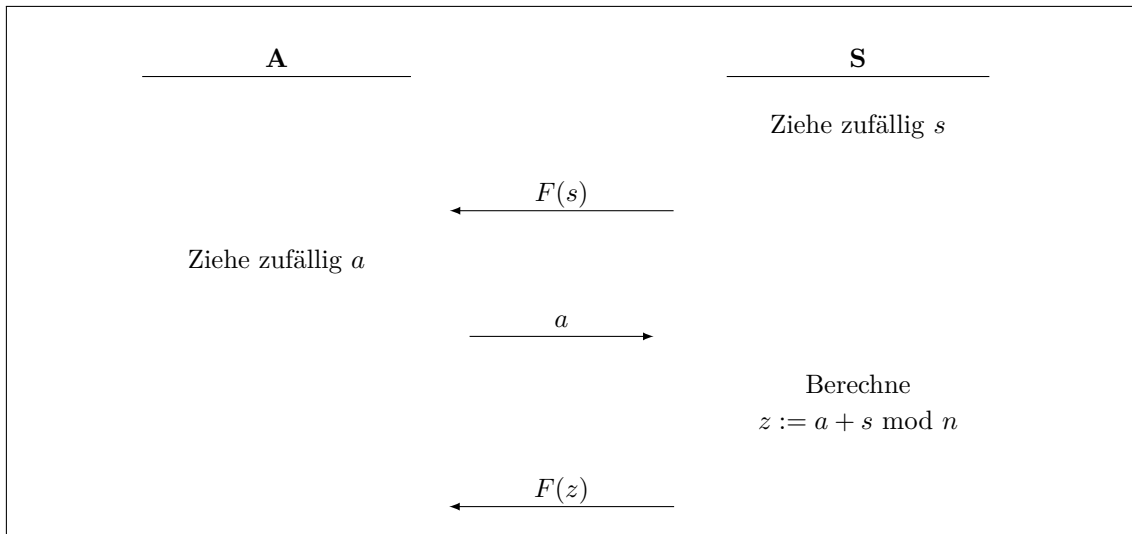 A S
Ziehe zufällig s
F(s)
Ziehe zufällig a
a
Berechne
z := a + s mod n
F(z)